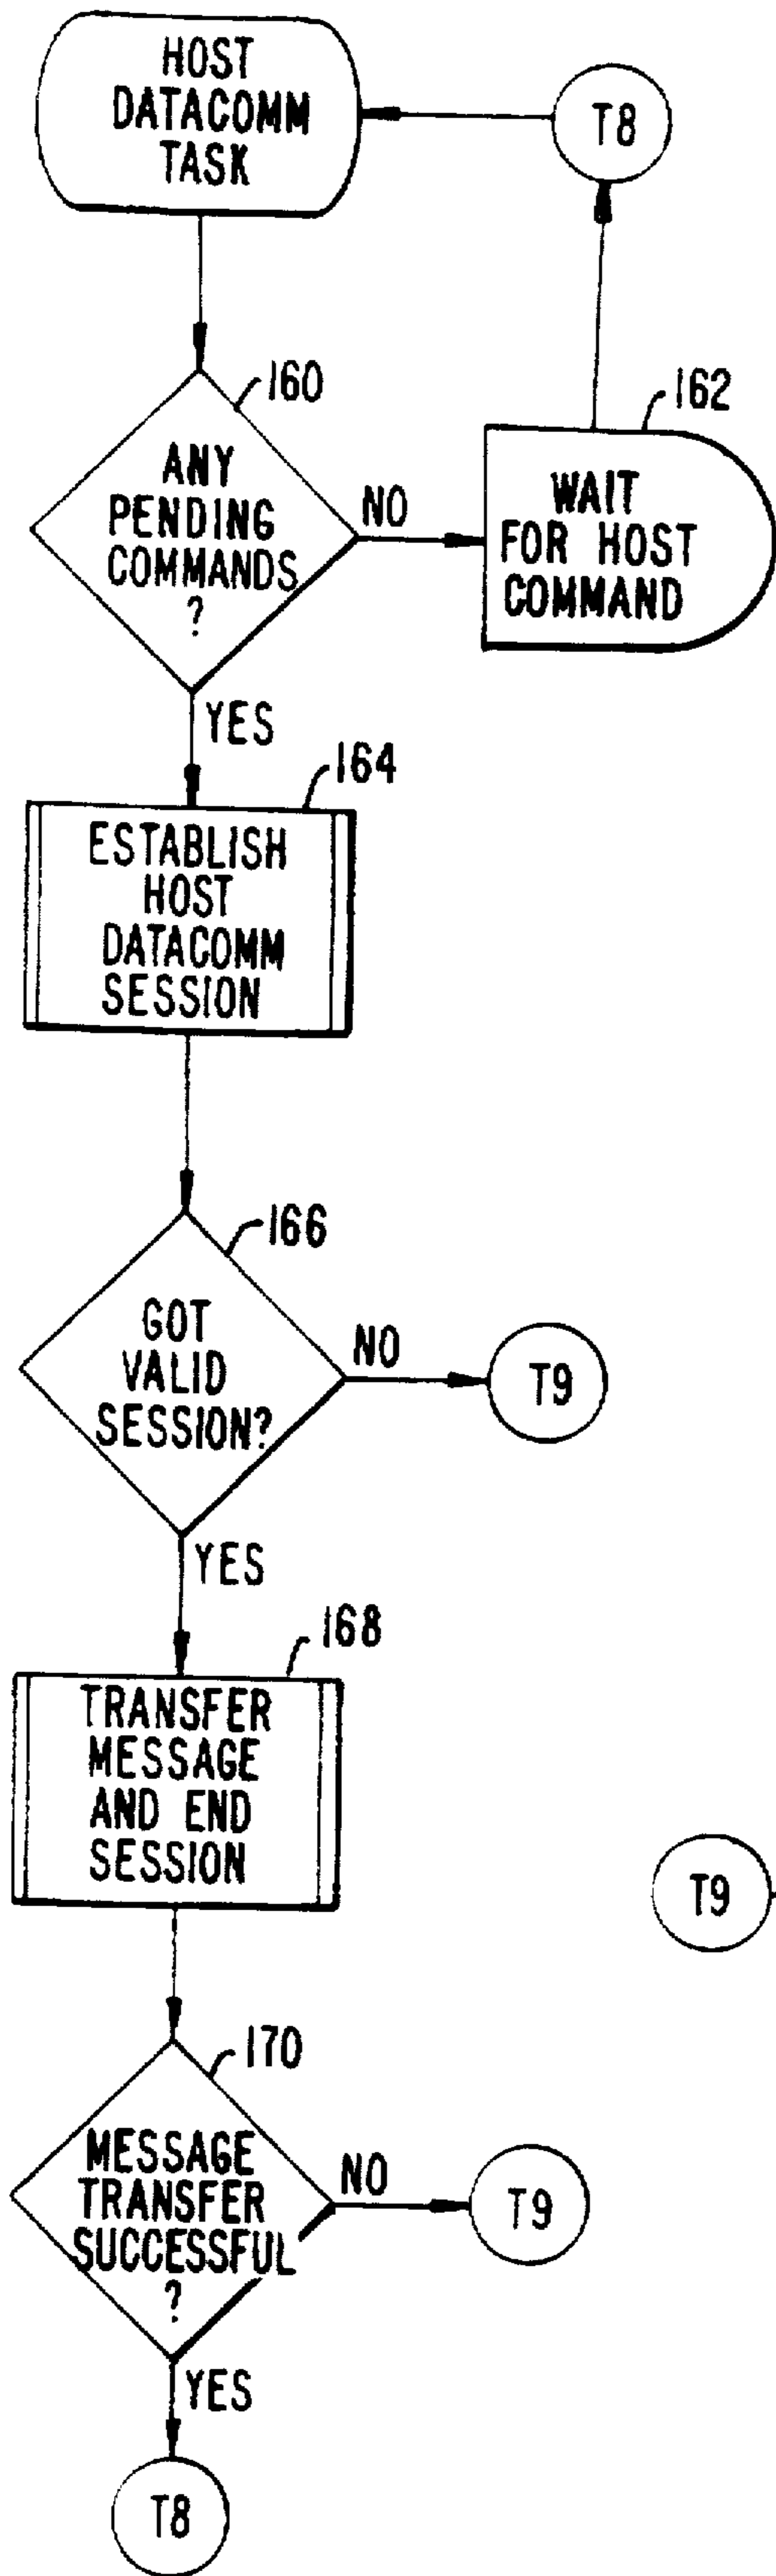 HOST
DATACOMM
TASK
T8
160
ANY
PENDING
COMMANDS
?
NO
162
WAIT
FOR HOST
COMMAND
YES
164
ESTABLISH
HOST
DATACOMM
SESSION
166
GOT
VALID
SESSION?
NO
T9
YES
168
TRANSFER
MESSAGE
AND END
SESSION
T9
170
MESSAGE
TRANSFER
SUCCESSFUL
?
NO
T9
YES
T8